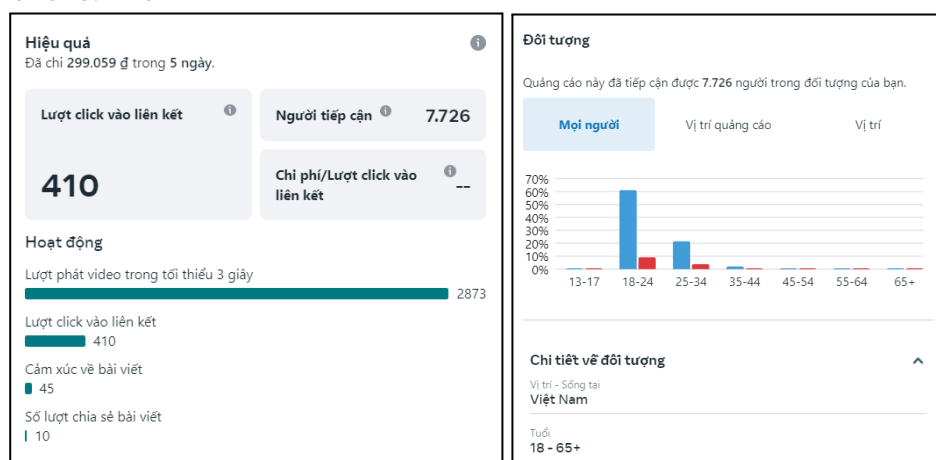 Hiệu quả
Đã chi 299.059 ₫ trong 5 ngày.
Lượt click vào liên kết
410
Người tiếp cận
7.726
Chi phí/Lượt click vào
liên kết
--
Hoạt động
Lượt phát video trong tối thiểu 3 giây
2873
Lượt click vào liên kết
410
Cảm xúc về bài viết
45
Số lượt chia sẻ bài viết
10
Đối tượng
Quảng cáo này đã tiếp cận được 7.726 người trong đối tượng của bạn.
Mọi người Vị trí quảng cáo Vị trí
70%
60%
50%
40%
30%
20%
10%
0%
13-17 18-24 25-34 35-44 45-54 55-64 65+
Chi tiết về đối tượng
Vị trí - Sống tại
Việt Nam
Tuổi
18 - 65+